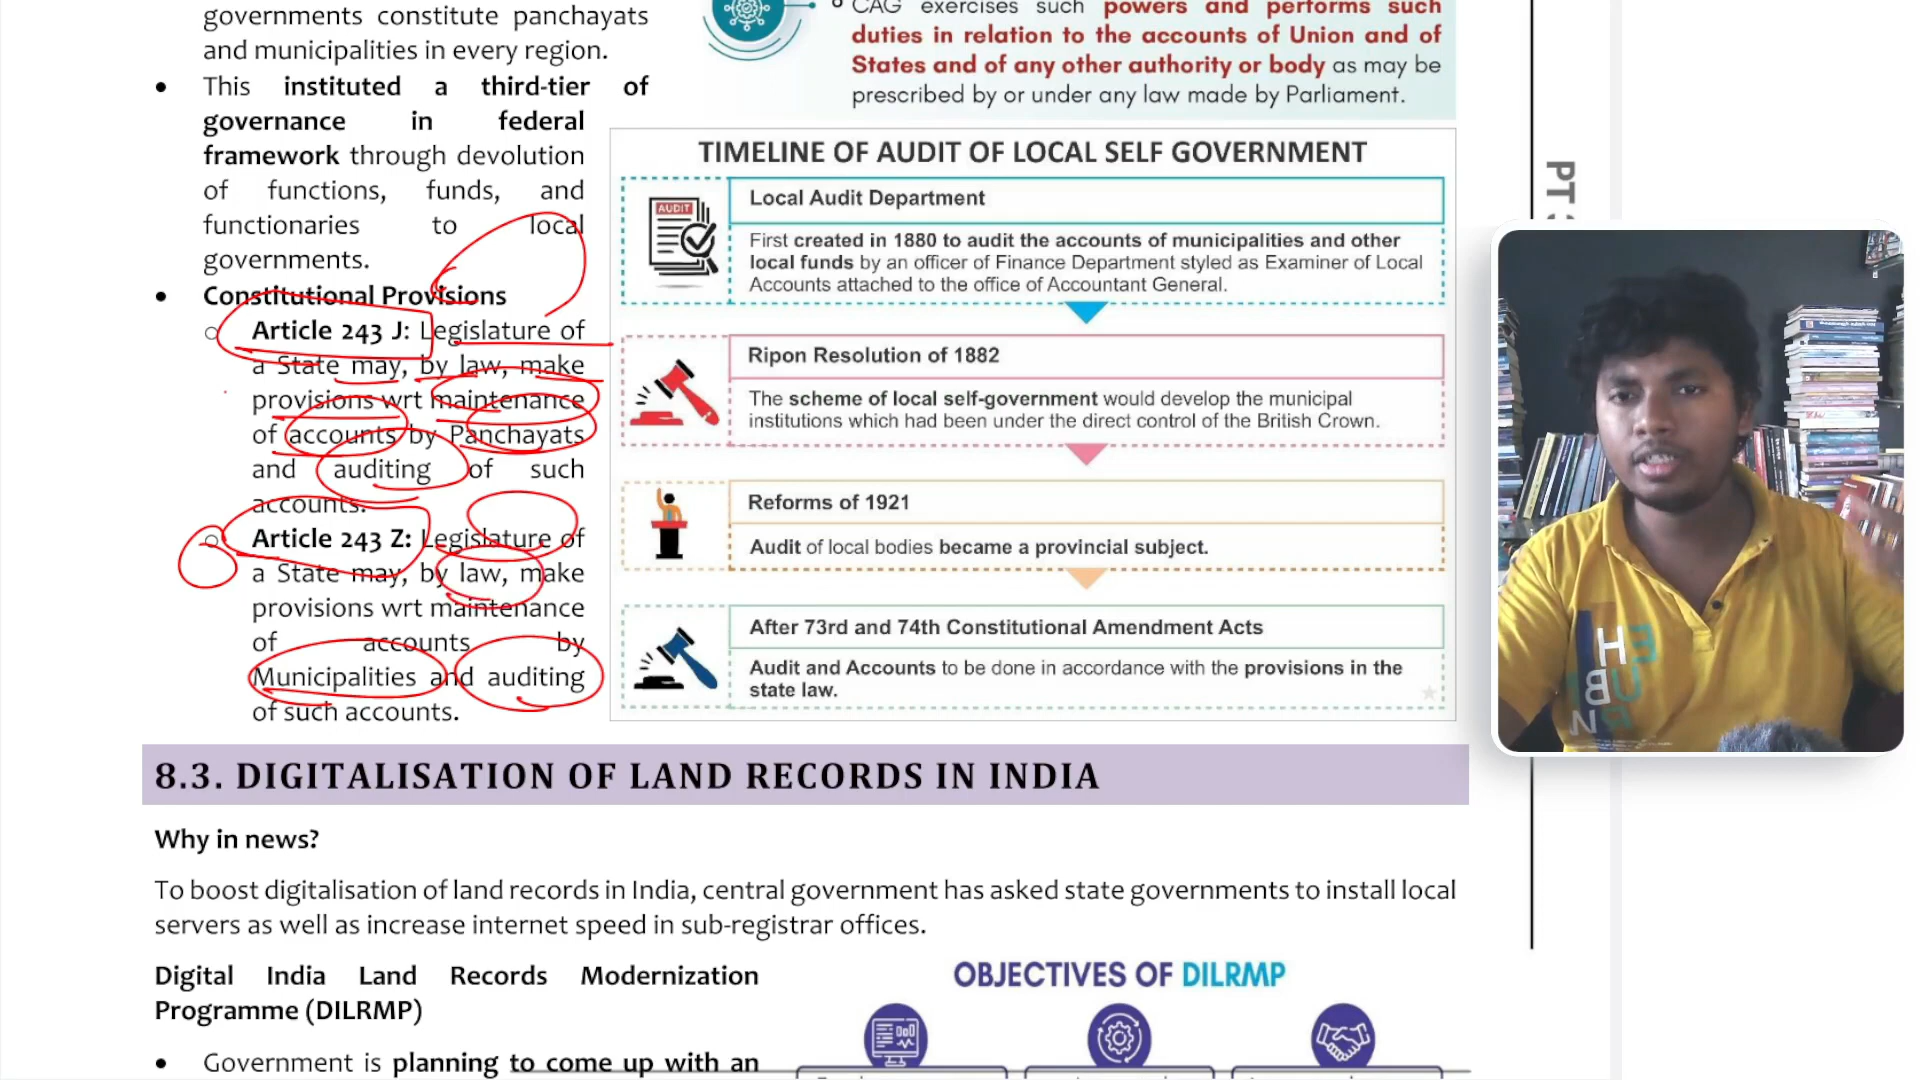 governments constitute panchayats
and municipalities in every region.
• This instituted a third-tier of
governance in federal
framework through devolution
of functions, funds, and
functionaries to local
governments.
• Constitutional Provisions
○ Article 243 J: Legislature of
a State may, by law, make
provisions wrt maintenance
of accounts by Panchayats
and auditing of such
accounts.
○ Article 243 Z: Legislature of
a State may, by law, make
provisions wrt maintenance
of accounts by
Municipalities and auditing
of such accounts.
○ CAG exercises such powers and performs such
duties in relation to the accounts of Union and of
States and of any other authority or body as may be
prescribed by or under any law made by Parliament.
TIMELINE OF AUDIT OF LOCAL SELF GOVERNMENT
AUDIT
Local Audit Department
First created in 1880 to audit the accounts of municipalities and other
local funds by an officer of Finance Department styled as Examiner of Local
Accounts attached to the office of Accountant General.
Ripon Resolution of 1882
The scheme of local self-government would develop the municipal
institutions which had been under the direct control of the British Crown.
Reforms of 1921
Audit of local bodies became a provincial subject.
After 73rd and 74th Constitutional Amendment Acts
Audit and Accounts to be done in accordance with the provisions in the
state law.
PT
8.3. DIGITALISATION OF LAND RECORDS IN INDIA
Why in news?
To boost digitalisation of land records in India, central government has asked state governments to install local
servers as well as increase internet speed in sub-registrar offices.
Digital India Land Records Modernization
Programme (DILRMP)
• Government is planning to come up with an
OBJECTIVES OF DILRMP